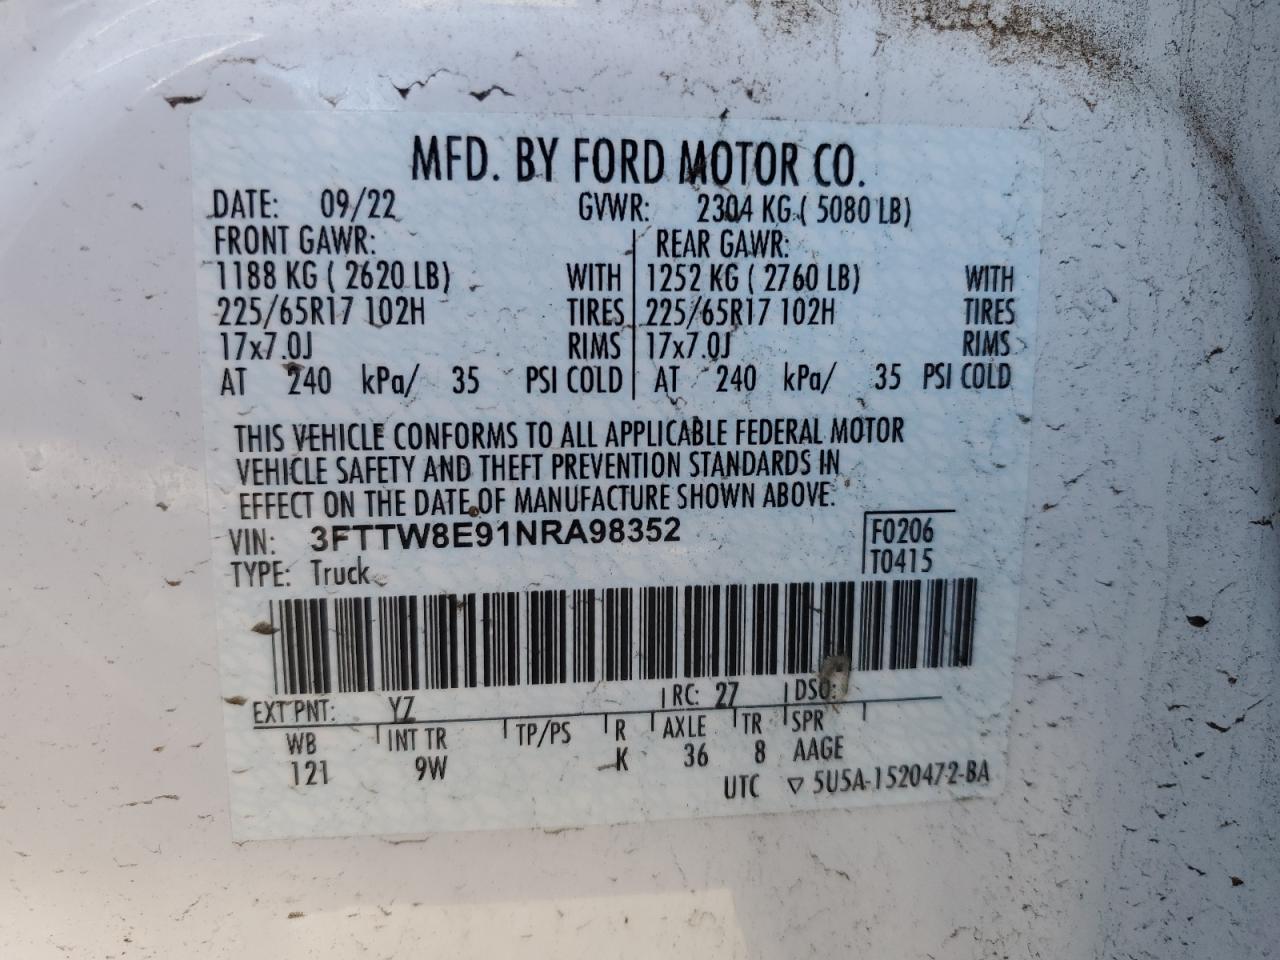 MFD. BY FORD MOTOR CO.
DATE: 09/22 GVWR: 2304 KG ( 5080 LB)
FRONT GAWR: REAR GAWR:
1188 KG ( 2620 LB) WITH 1252 KG ( 2760 LB) WITH
225/65R17 102H TIRES 225/65R17 102H TIRES
17x7.0J RIMS 17x7.0J RIMS
AT 240 kPa/ 35 PSI COLD AT 240 kPa/ 35 PSI COLD
THIS VEHICLE CONFORMS TO ALL APPLICABLE FEDERAL MOTOR
VEHICLE SAFETY AND THEFT PREVENTION STANDARDS IN
EFFECT ON THE DATE OF MANUFACTURE SHOWN ABOVE.
VIN: 3FTTW8E91NRA98352 F0206
TYPE: Truck T0415
EXT PNT: YZ RC: 27 DSO:
WB INT TR TP/PS R AXLE TR SPR
121 9W K 36 8 AAGE
UTC ▽ 5U5A-1520472-BA